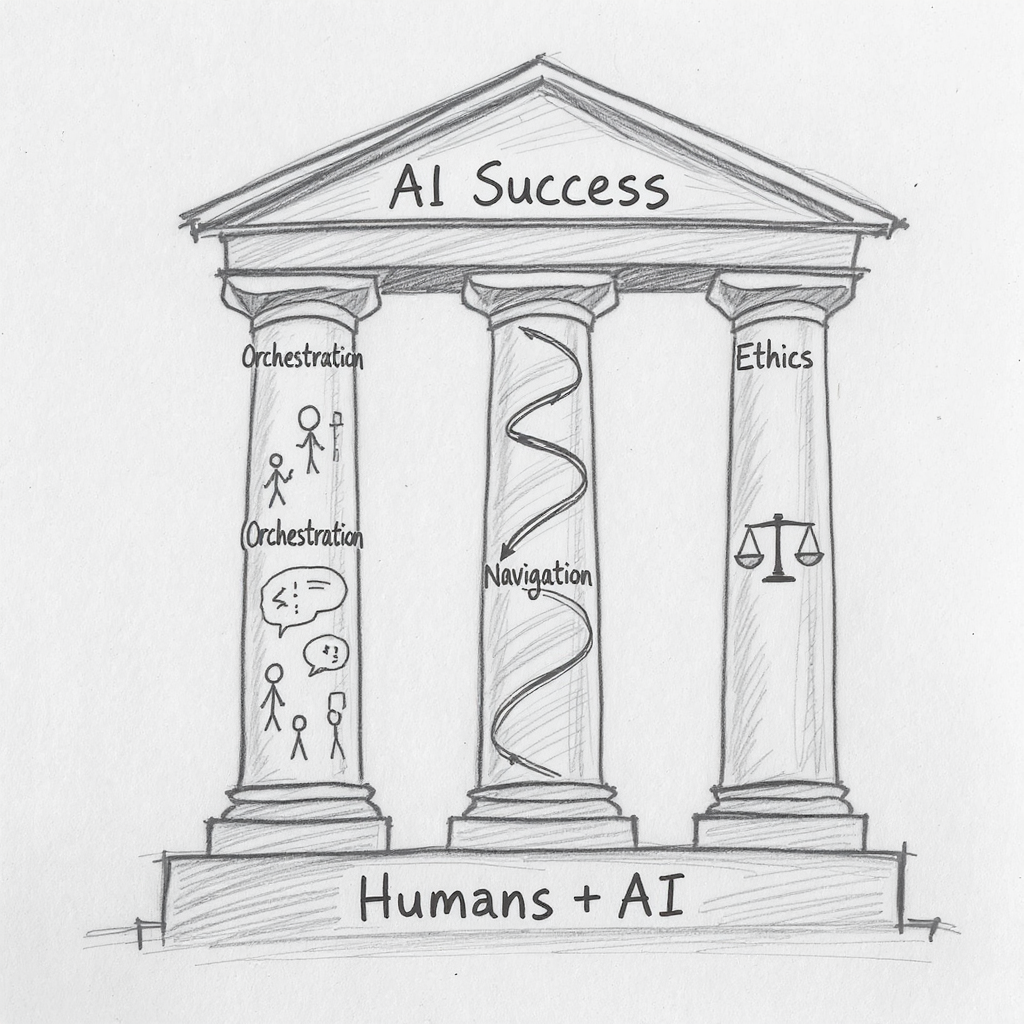 AI Success
Orchestration
Orchestration
Navigation
Ethics
Humans + AI